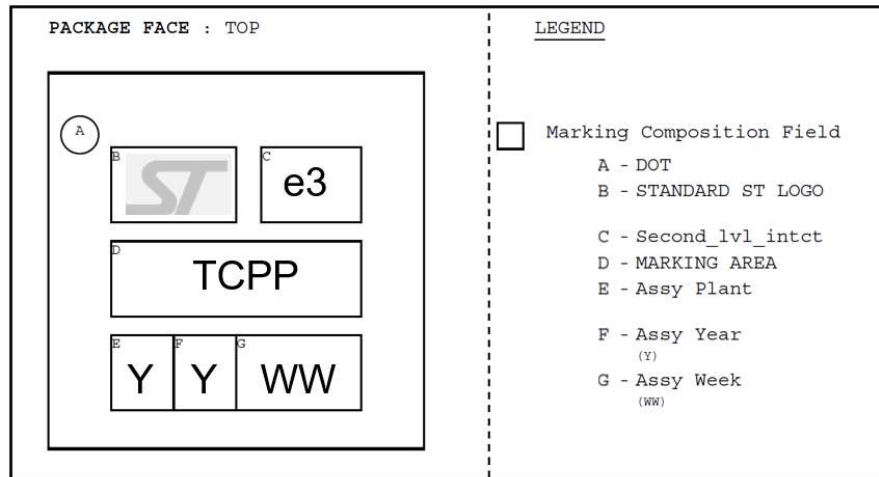 PACKAGE FACE : TOP
A
B
ST
C
e3
D
TCPP
E
Y
F
Y
G
WW
LEGEND
Marking Composition Field
A - DOT
B - STANDARD ST LOGO
C - Second_lvl_intct
D - MARKING AREA
E - Assy Plant
F - Assy Year
(Y)
G - Assy Week
(WW)